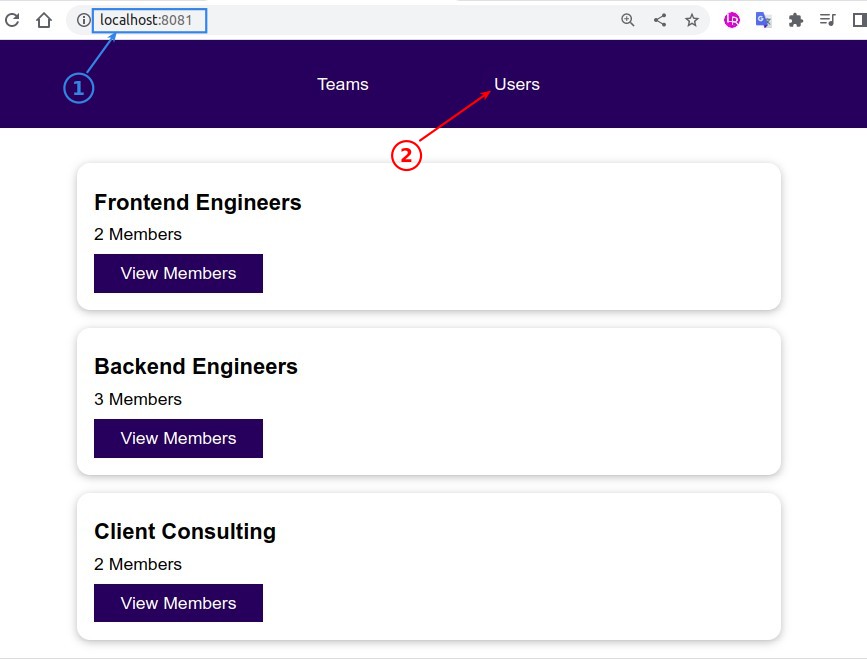 localhost:8081
1
Teams Users
2
Frontend Engineers
2 Members
View Members
Backend Engineers
3 Members
View Members
Client Consulting
2 Members
View Members